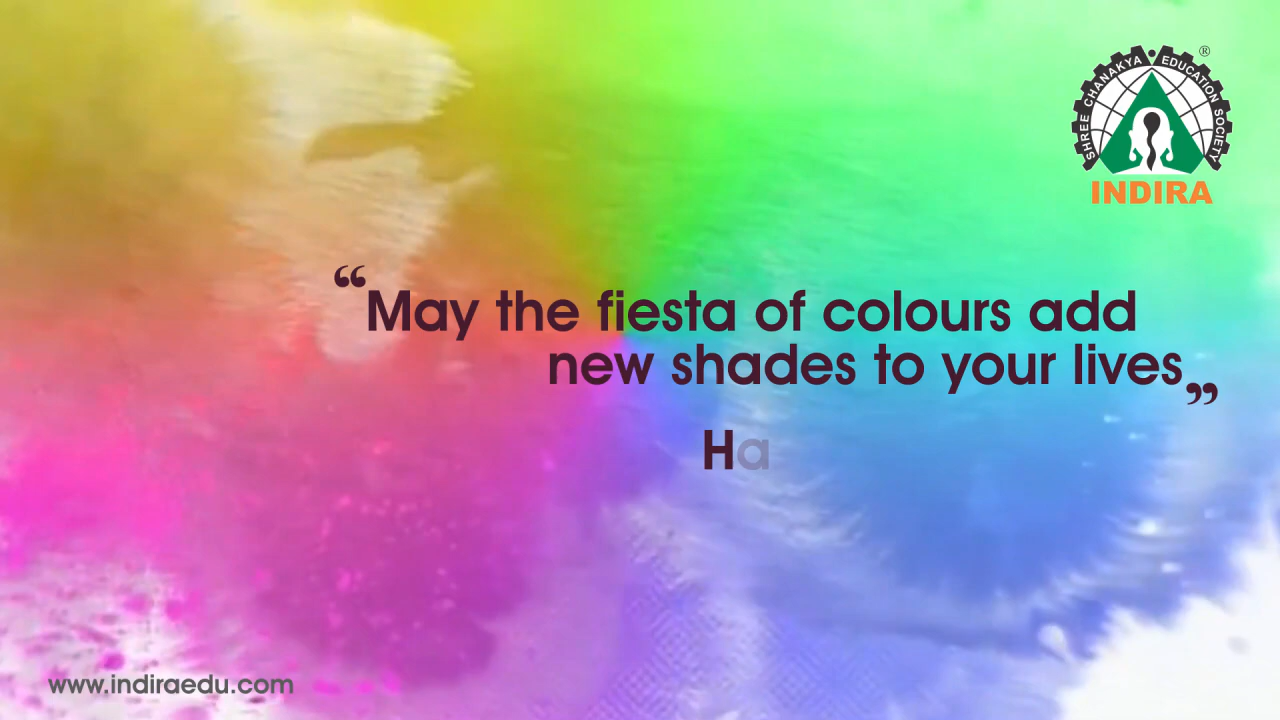 SHREE CHANAKYA EDUCATION SOCIETY
®
INDIRA
“May the fiesta of colours add
new shades to your lives”
Ha
www.indiraedu.com